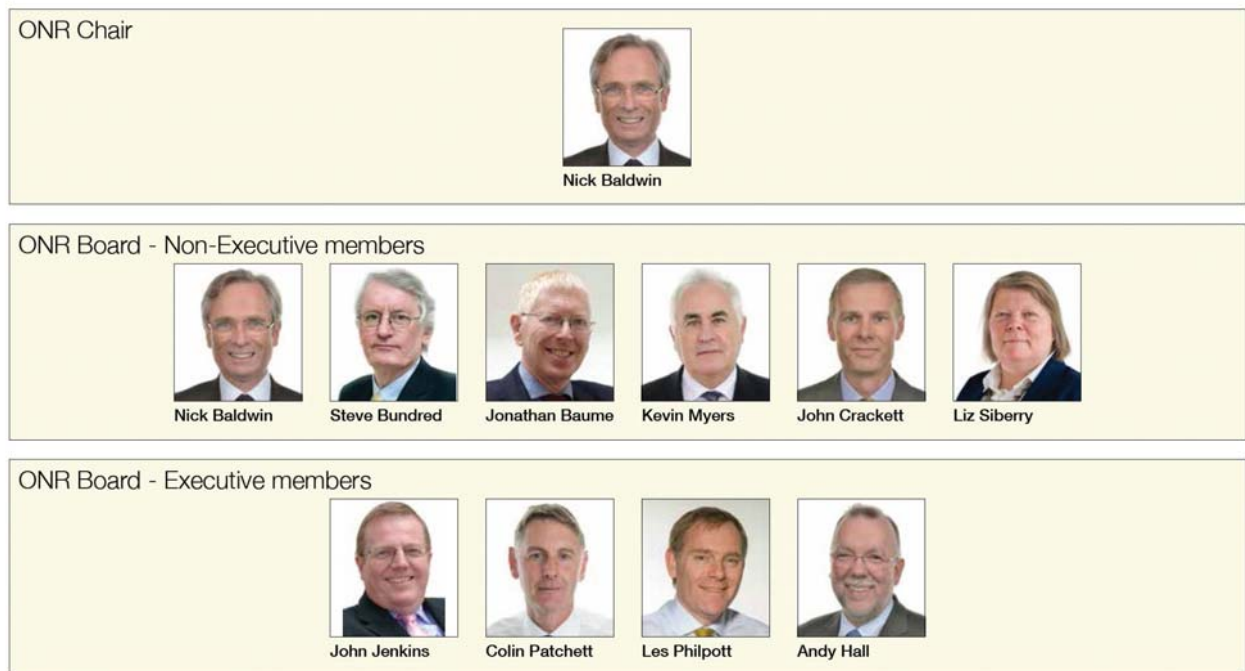 ONR Chair
Nick Baldwin
ONR Board - Non-Executive members
Nick Baldwin
Steve Bundred
Jonathan Baume
Kevin Myers
John Crackett
Liz Siberry
ONR Board - Executive members
John Jenkins
Colin Patchett
Les Philpott
Andy Hall